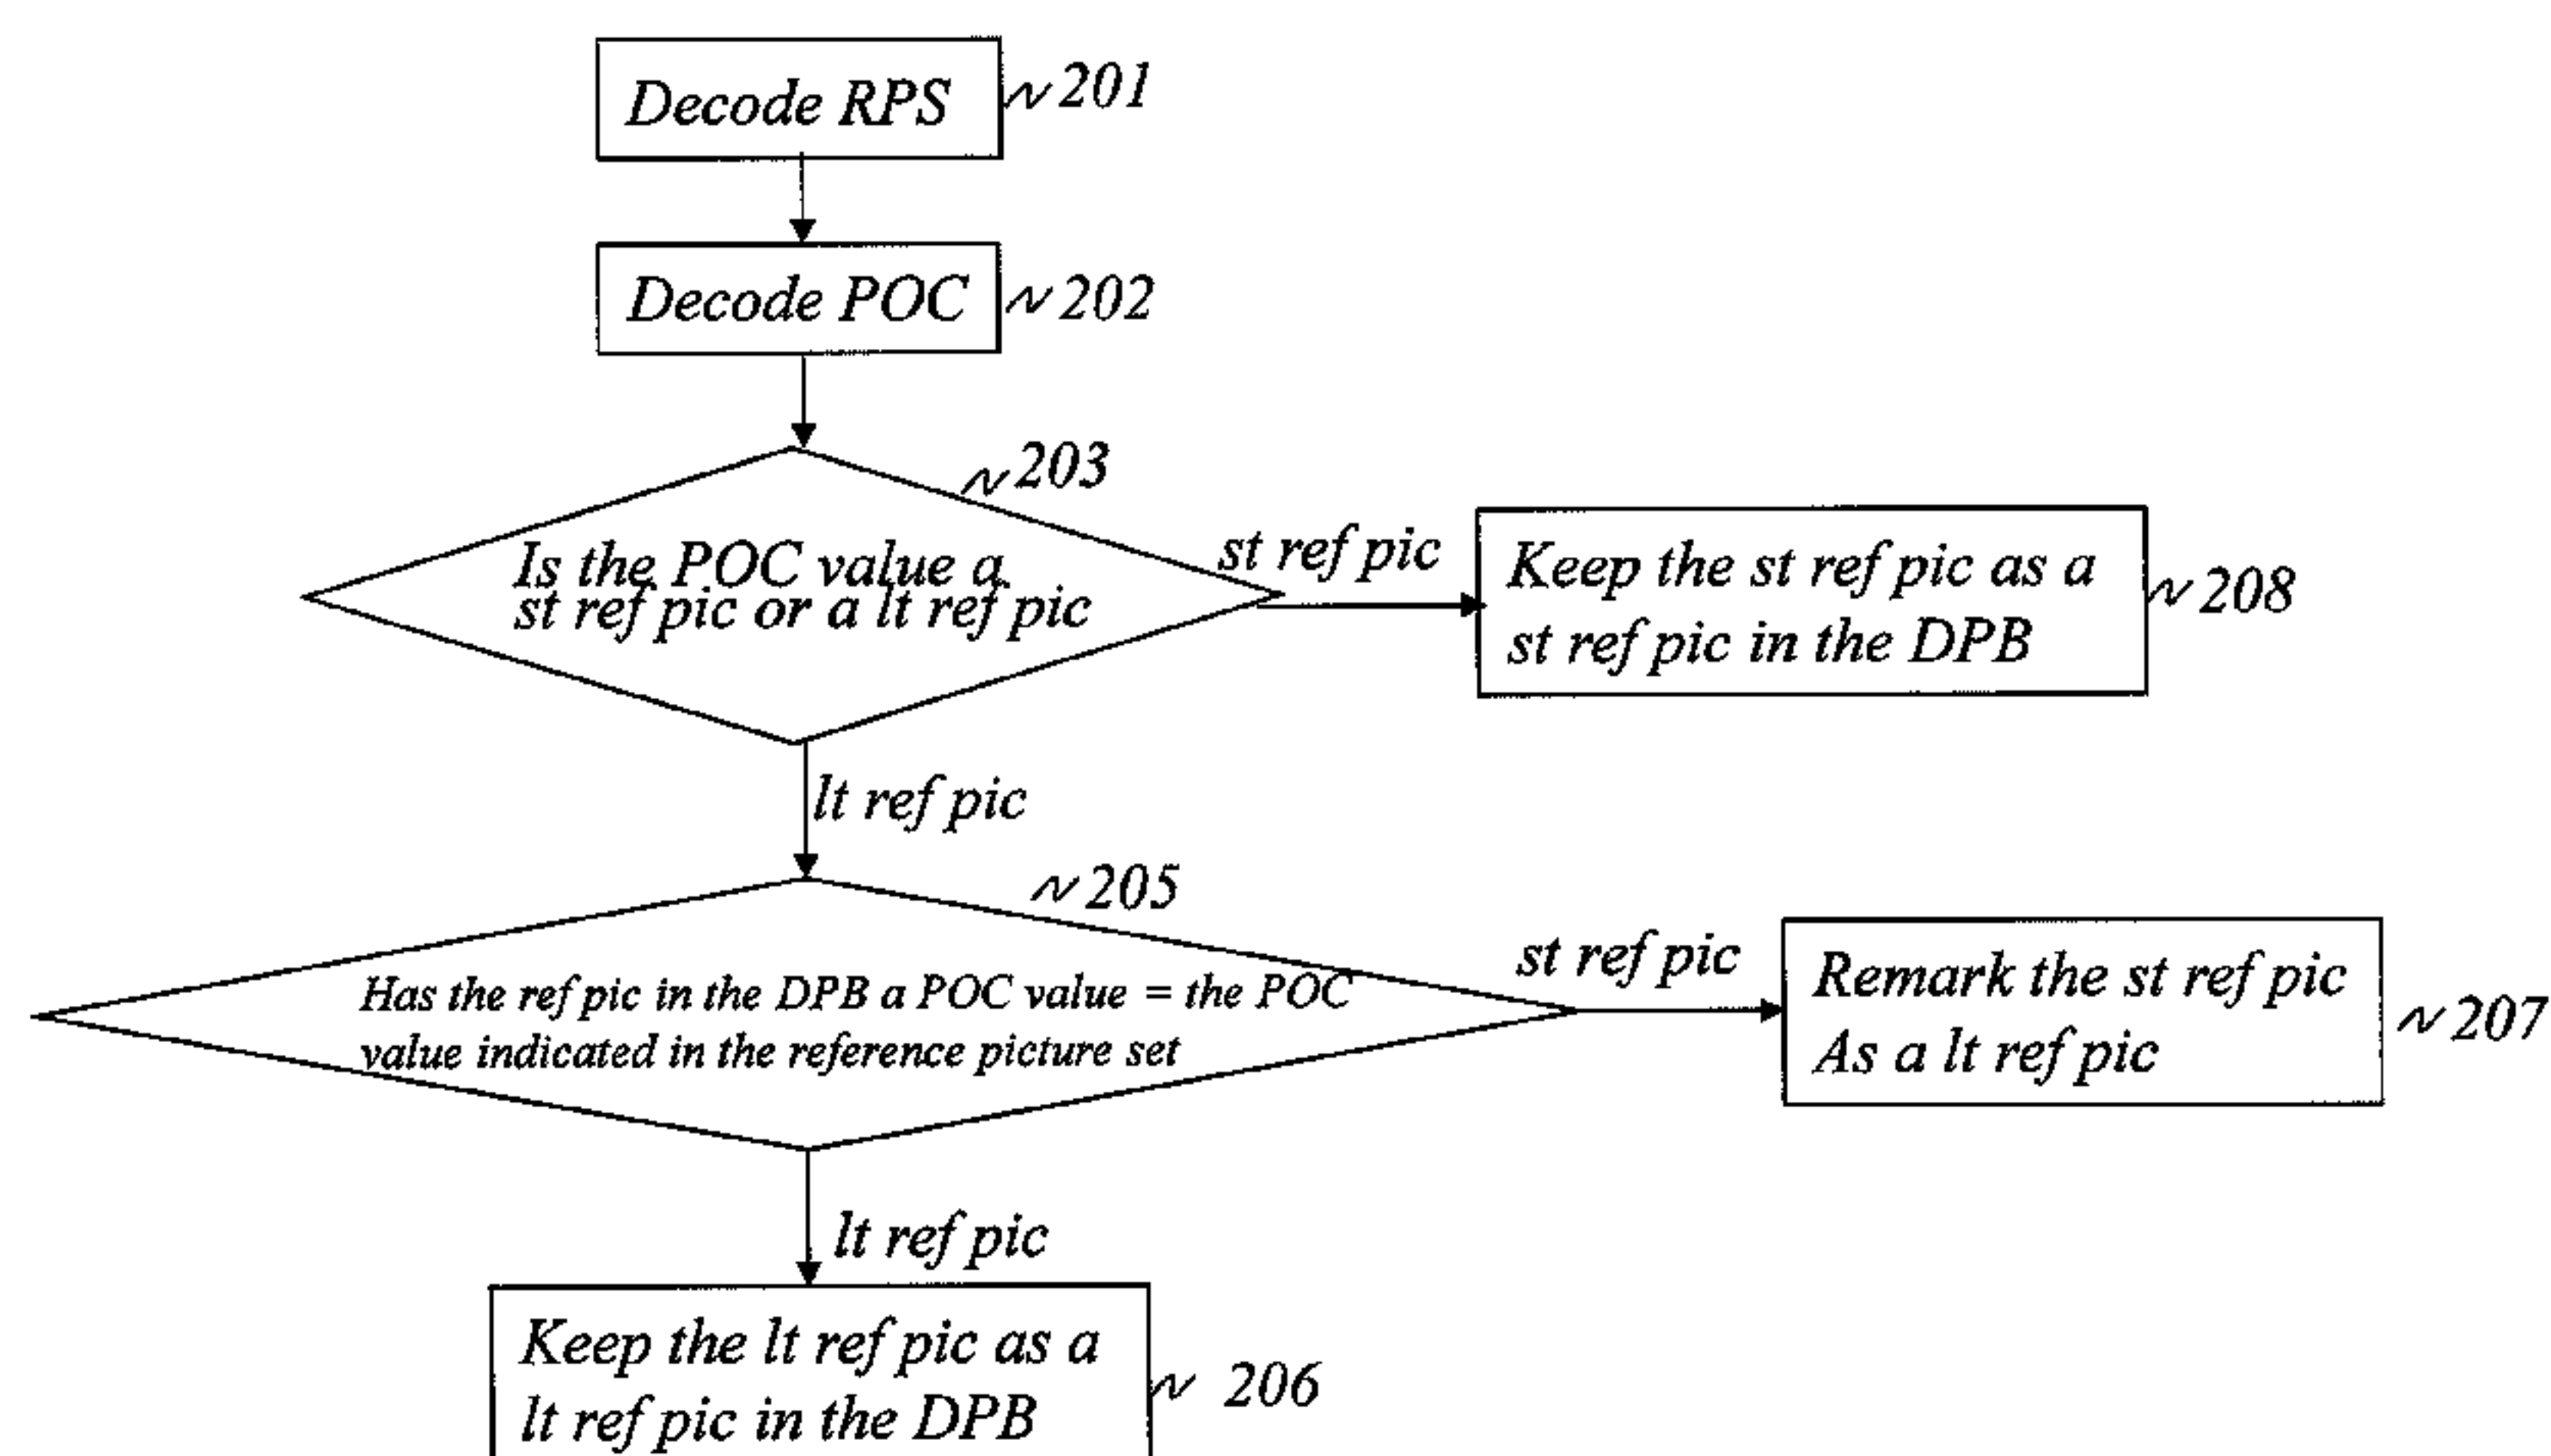 Decode RPS
201
Decode POC
202
203
Is the POC value a
st ref pic or a lt ref pic
st ref pic
Keep the st ref pic as a
st ref pic in the DPB
208
lt ref pic
205
Has the ref pic in the DPB a POC value = the POC
value indicated in the reference picture set
st ref pic
Remark the st ref pic
As a lt ref pic
207
lt ref pic
Keep the lt ref pic as a
lt ref pic in the DPB
206